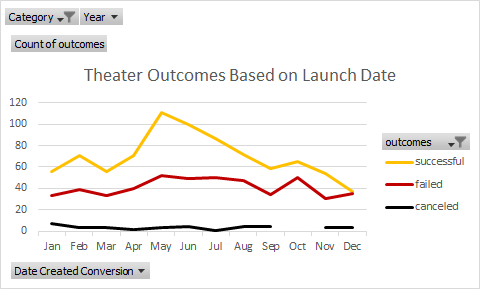 Category Year
Count of outcomes
Theater Outcomes Based on Launch Date
120
100
80
60
40
20
0
Jan Feb Mar Apr May Jun Jul Aug Sep Oct Nov Dec
outcomes
successful
failed
canceled
Date Created Conversion